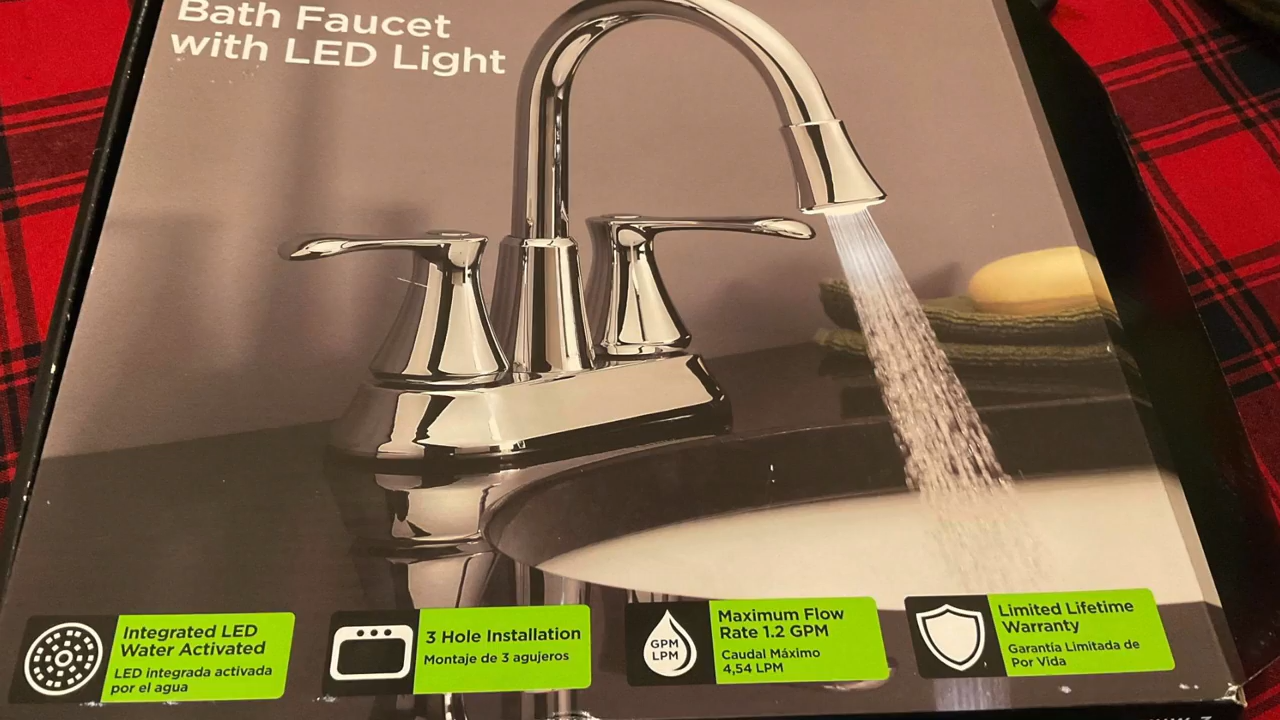 Bath Faucet
with LED Light
Integrated LED
Water Activated
LED integrada activada
por el agua
3 Hole Installation
Montaje de 3 agujeros
GPM
LPM
Maximum Flow
Rate 1.2 GPM
Caudal Máximo
4,54 LPM
Limited Lifetime
Warranty
Garantia Limitada de
Por Vida